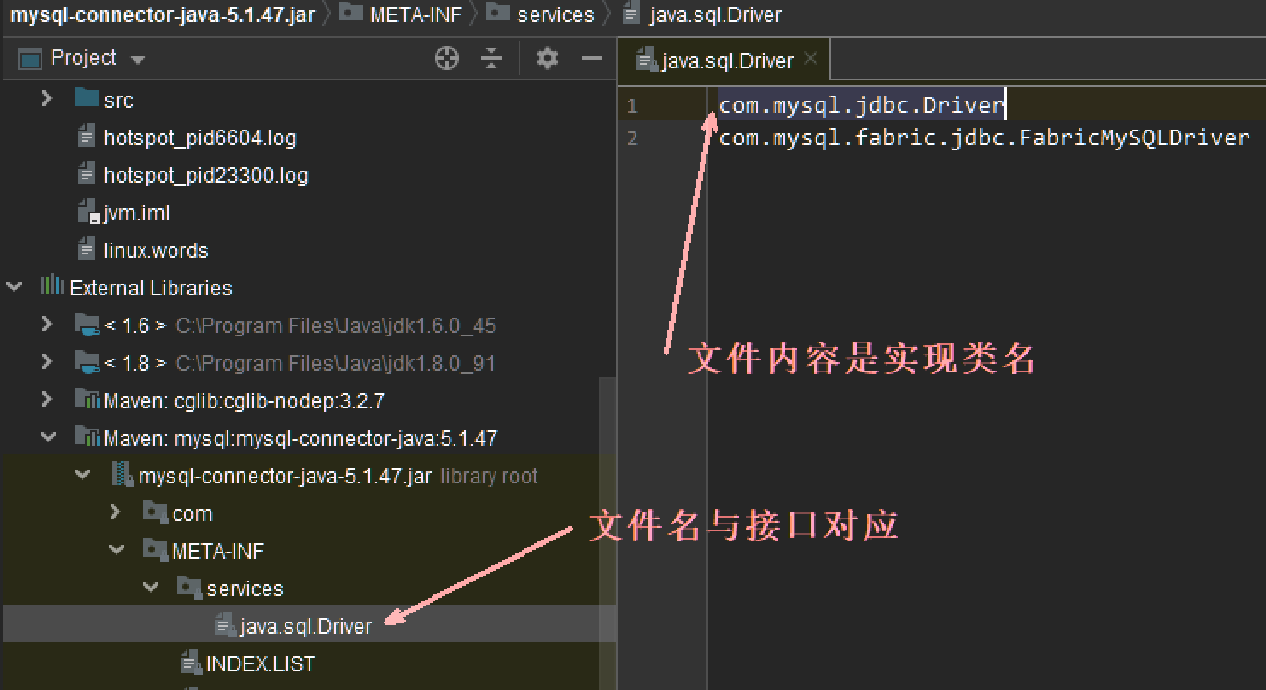 mysql-connector-java-5.1.47.jar META-INF services java.sql.Driver
Project
src
hotspot_pid6604.log
hotspot_pid23300.log
jvm.iml
linux.words
External Libraries
< 1.6 > C:\Program Files\Java\jdk1.6.0_45
< 1.8 > C:\Program Files\Java\jdk1.8.0_91
Maven: cglib:cglib-nodep:3.2.7
Maven: mysql:mysql-connector-java:5.1.47
mysql-connector-java-5.1.47.jar library root
com
META-INF
services
java.sql.Driver
INDEX.LIST
java.sql.Driver
1 com.mysql.jdbc.Driver
2 com.mysql.fabric.jdbc.FabricMySQLDriver
文件内容是实现类名
文件名与接口对应